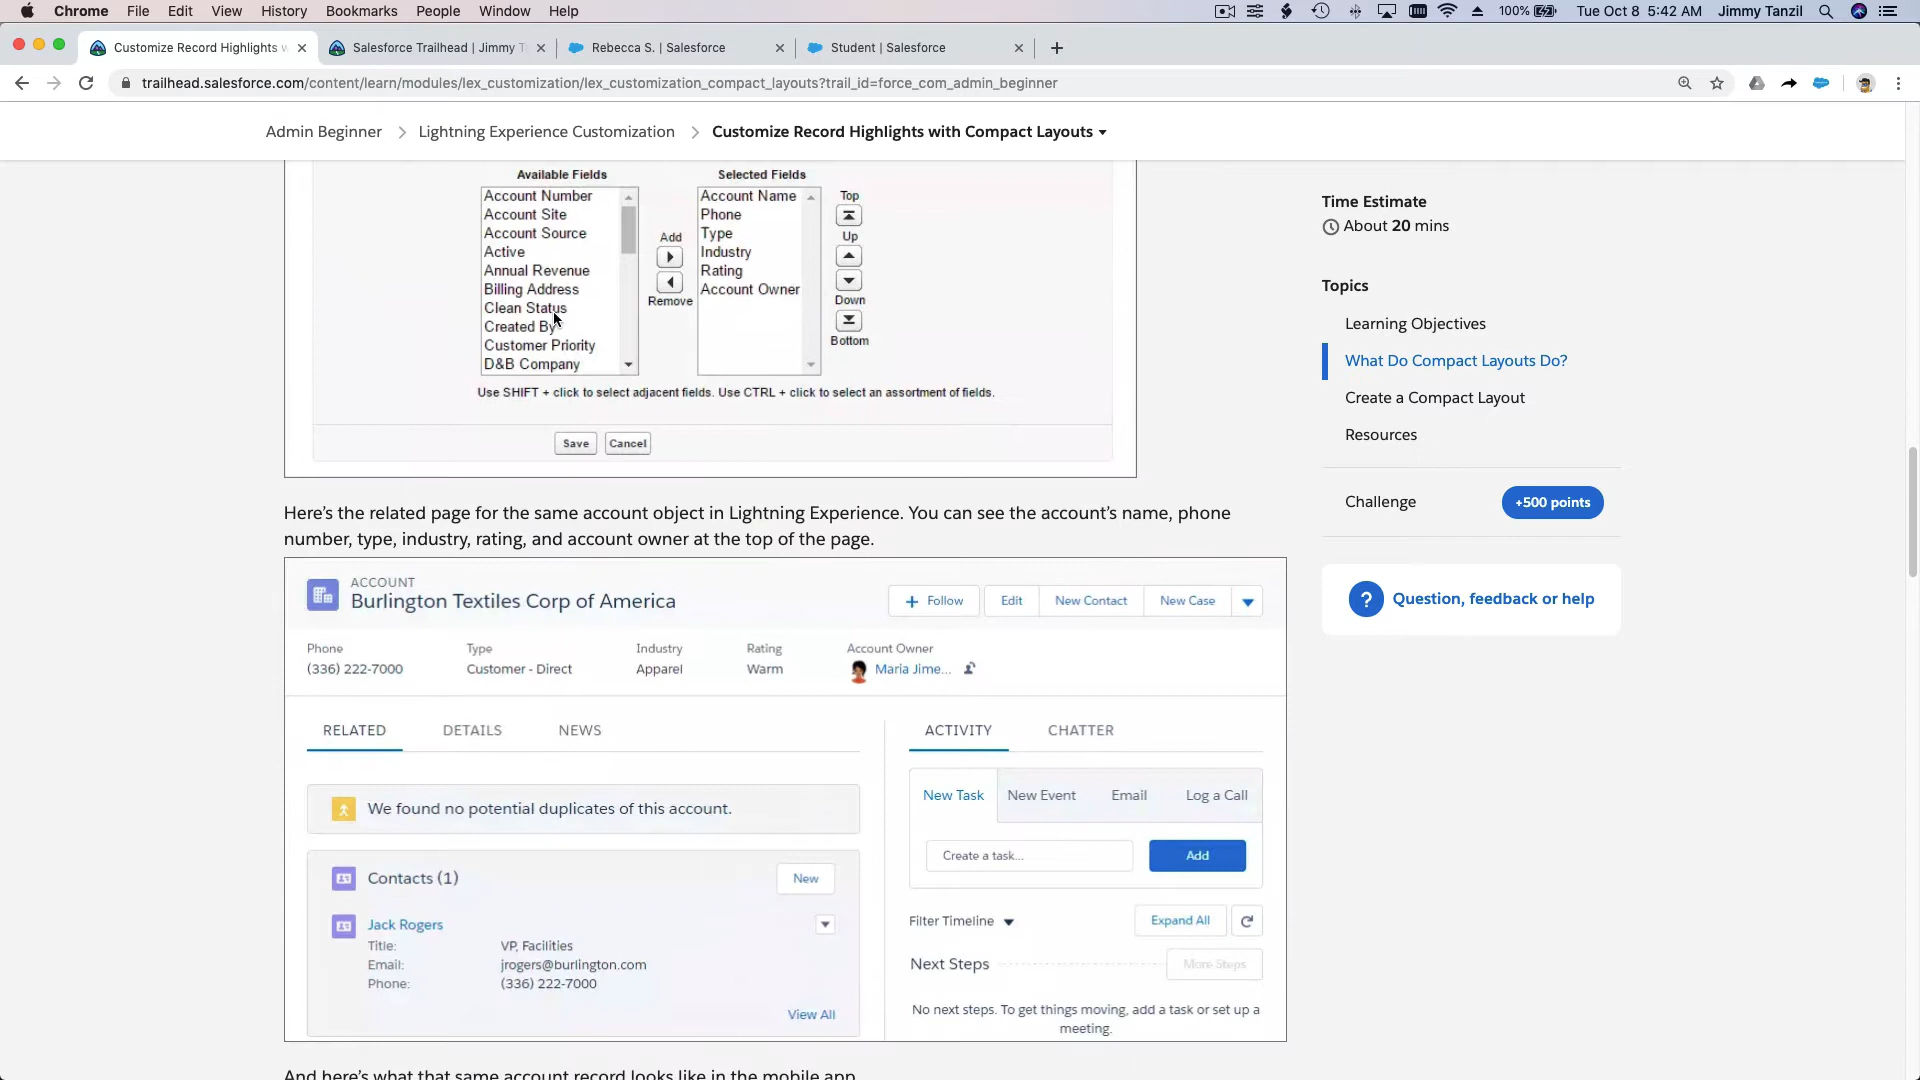 Chrome File Edit View History Bookmarks People Window Help 100% Tue Oct 8 5:42 AM Jimmy Tanzil
Customize Record Highlights w Salesforce Trailhead | Jimmy T Rebecca S. | Salesforce Student | Salesforce
trailhead.salesforce.com/content/learn/modules/lex_customization/lex_customization_compact_layouts?trail_id=force_com_admin_beginner
Admin Beginner > Lightning Experience Customization > Customize Record Highlights with Compact Layouts
Available Fields
Account Number
Account Site
Account Source
Active
Annual Revenue
Billing Address
Clean Status
Created By
Customer Priority
D&B Company
Add
Remove
Selected Fields
Account Name
Phone
Type
Industry
Rating
Account Owner
Top
Up
Down
Bottom
Use SHIFT + click to select adjacent fields. Use CTRL + click to select an assortment of fields.
Save Cancel
Here's the related page for the same account object in Lightning Experience. You can see the account's name, phone
number, type, industry, rating, and account owner at the top of the page.
ACCOUNT
Burlington Textiles Corp of America
+ Follow Edit New Contact New Case
Phone Type Industry Rating Account Owner
(336) 222-7000 Customer - Direct Apparel Warm Maria Jime...
RELATED DETAILS NEWS
We found no potential duplicates of this account.
Contacts (1) New
Jack Rogers
Title: VP, Facilities
Email: jrogers@burlington.com
Phone: (336) 222-7000
View All
ACTIVITY CHATTER
New Task New Event Email Log a Call
Create a task... Add
Filter Timeline Expand All
Next Steps More Steps
No next steps. To get things moving, add a task or set up a
meeting.
And here's what that same account record looks like in the mobile app
Time Estimate
About 20 mins
Topics
Learning Objectives
What Do Compact Layouts Do?
Create a Compact Layout
Resources
Challenge +500 points
? Question, feedback or help